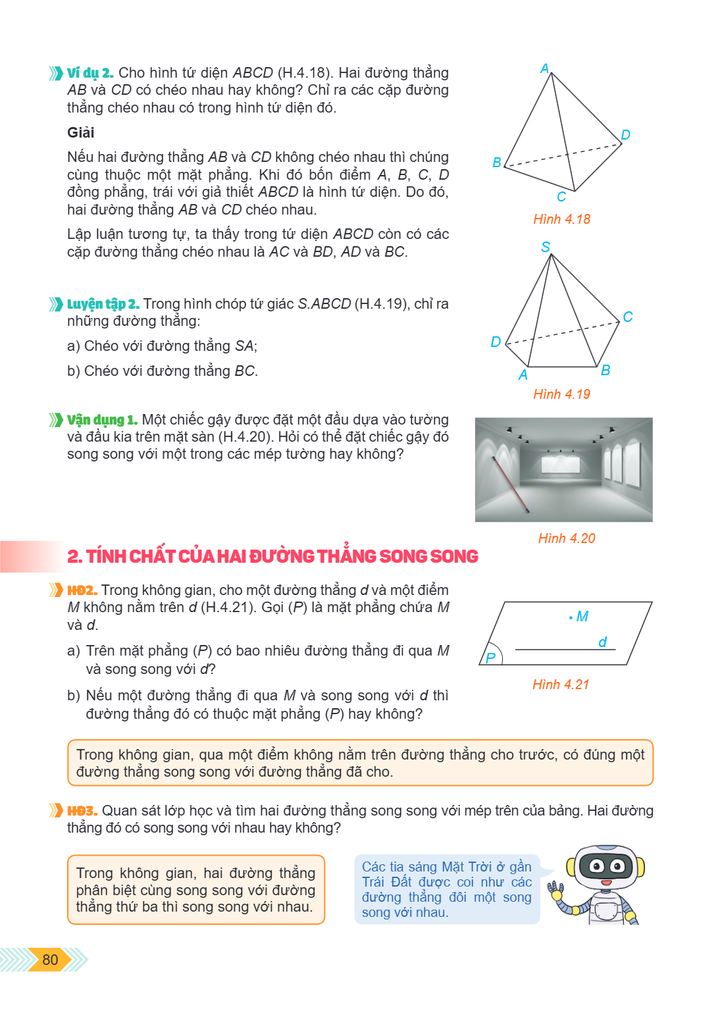 Ví dụ 2. Cho hình tứ diện ABCD (H.4.18). Hai đường thẳng
AB và CD có chéo nhau hay không? Chỉ ra các cặp đường
thẳng chéo nhau có trong hình tứ diện đó.
Giải
Nếu hai đường thẳng AB và CD không chéo nhau thì chúng
cùng thuộc một mặt phẳng. Khi đó bốn điểm A, B, C, D
đồng phẳng, trái với giả thiết ABCD là hình tứ diện. Do đó,
hai đường thẳng AB và CD chéo nhau.
Lập luận tương tự, ta thấy trong tứ diện ABCD còn có các
cặp đường thẳng chéo nhau là AC và BD, AD và BC.
A
D
B
C
Hình 4.18
Luyện tập 2. Trong hình chóp tứ giác S.ABCD (H.4.19), chỉ ra
những đường thẳng:
a) Chéo với đường thẳng SA;
b) Chéo với đường thẳng BC.
S
C
D
A
B
Hình 4.19
Vận dụng 1. Một chiếc gậy được đặt một đầu dựa vào tường
và đầu kia trên mặt sàn (H.4.20). Hỏi có thể đặt chiếc gậy đó
song song với một trong các mép tường hay không?
Hình 4.20
2. TÍNH CHẤT CỦA HAI ĐƯỜNG THẲNG SONG SONG
HĐ2. Trong không gian, cho một đường thẳng d và một điểm
M không nằm trên d (H.4.21). Gọi (P) là mặt phẳng chứa M
và d.
a) Trên mặt phẳng (P) có bao nhiêu đường thẳng đi qua M
và song song với d?
b) Nếu một đường thẳng đi qua M và song song với d thì
đường thẳng đó có thuộc mặt phẳng (P) hay không?
M
d
P
Hình 4.21
Trong không gian, qua một điểm không nằm trên đường thẳng cho trước, có đúng một
đường thẳng song song với đường thẳng đã cho.
HĐ3. Quan sát lớp học và tìm hai đường thẳng song song với mép trên của bảng. Hai đường
thẳng đó có song song với nhau hay không?
Trong không gian, hai đường thẳng
phân biệt cùng song song với đường
thẳng thứ ba thì song song với nhau.
Các tia sáng Mặt Trời ở gần
Trái Đất được coi như các
đường thẳng đôi một song
song với nhau.
80